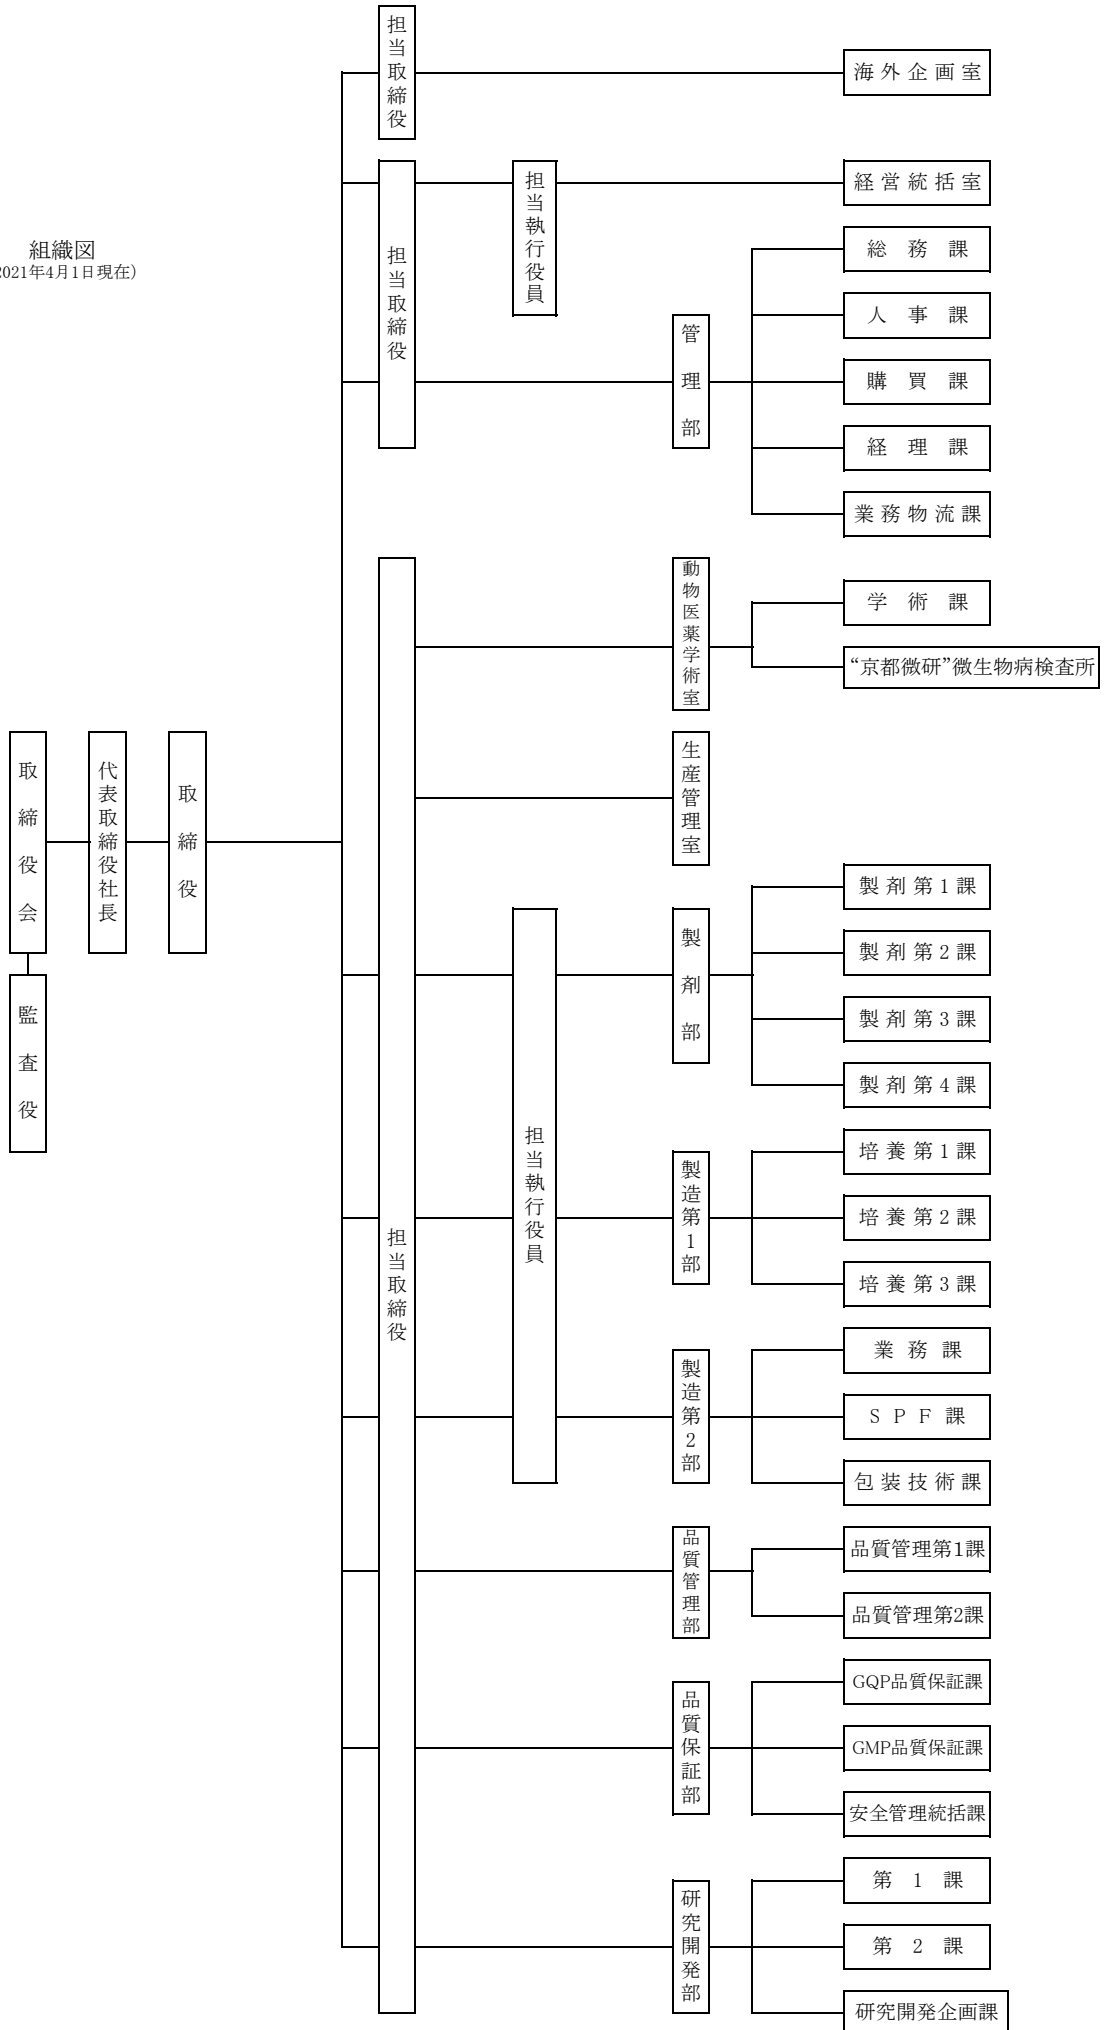 組織図
2021年4月1日現在）
取締役会
監査役
代表取締役社長
取締役
担当取締役
海外企画室
担当取締役
担当執行役員
経営統括室
管理部
総務課
人事課
購買課
経理課
業務物流課
担当取締役
動物医薬学術室
学術課
“京都微研”微生物病検査所
生産管理室
担当執行役員
製剤部
製剤第1課
製剤第2課
製剤第3課
製剤第4課
製造第1部
培養第1課
培養第2課
培養第3課
製造第2部
業務課
SPF課
包装技術課
品質管理部
品質管理第1課
品質管理第2課
品質保証部
GQP品質保証課
GMP品質保証課
安全管理統括課
研究開発部
第1課
第2課
研究開発企画課